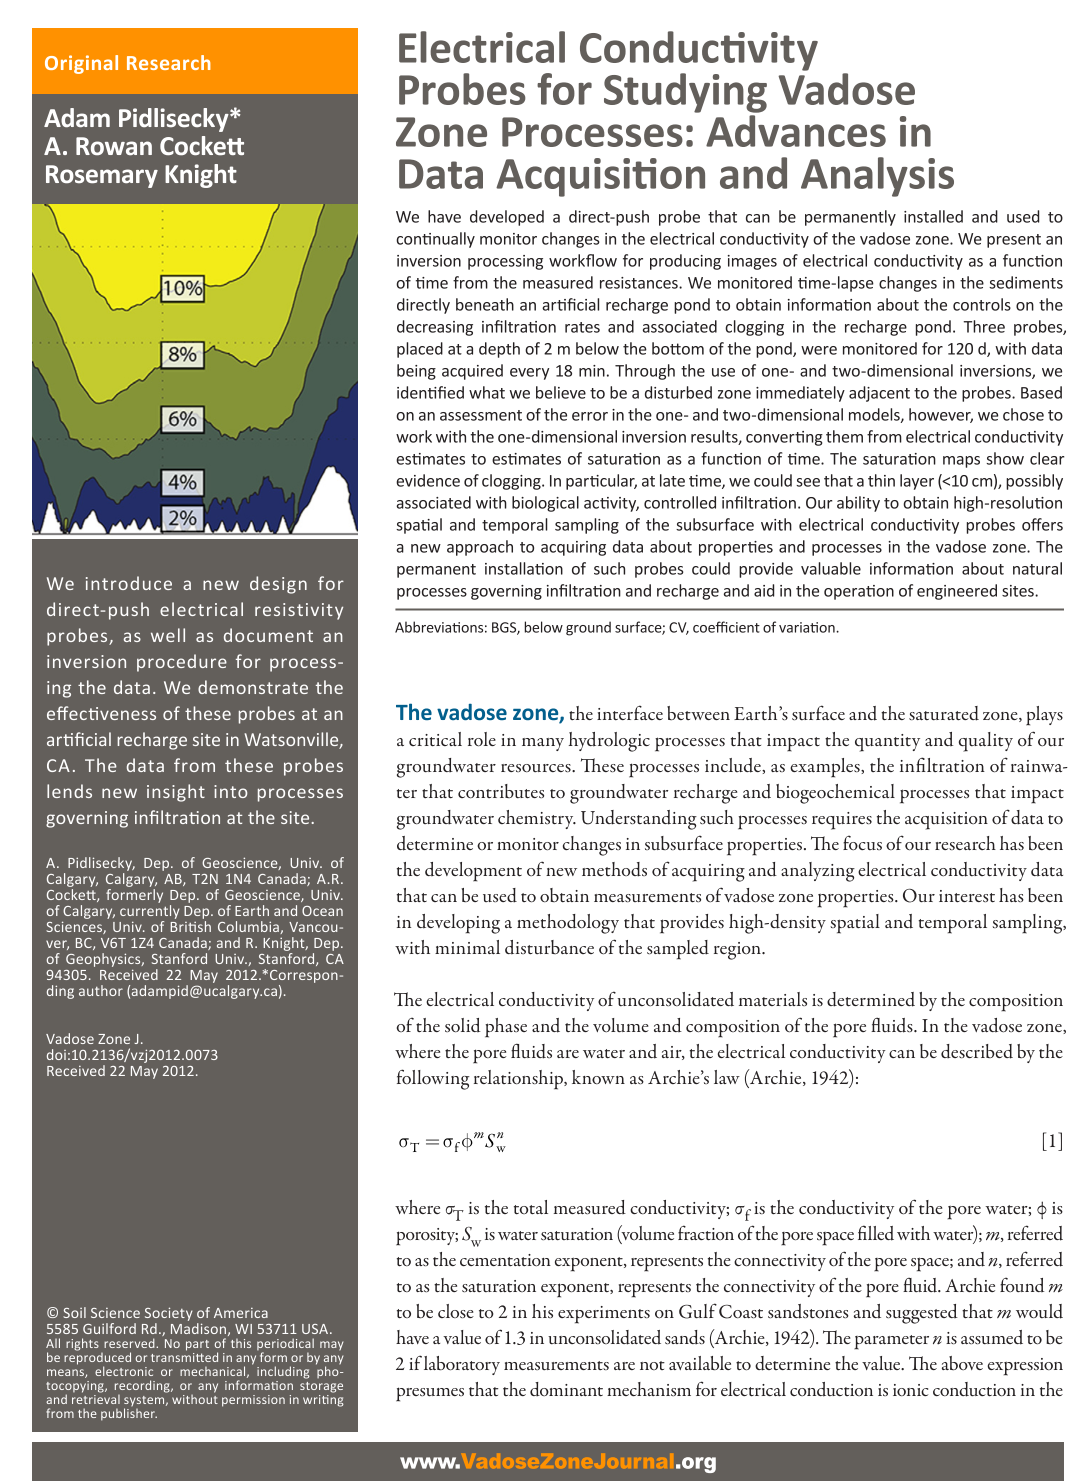 Original Research
Adam Pidlisecky*
A. Rowan Cockett
Rosemary Knight
10%
8%
6%
4%
2%
We introduce a new design for
direct-push electrical resistivity
probes, as well as document an
inversion procedure for process-
ing the data. We demonstrate the
effectiveness of these probes at an
artificial recharge site in Watsonville,
CA. The data from these probes
lends new insight into processes
governing infiltration at the site.
A. Pidlisecky, Dep. of Geoscience, Univ. of
Calgary, Calgary, AB, T2N 1N4 Canada; A.R.
Cockett, formerly Dep. of Geoscience, Univ.
of Calgary, currently Dep. of Earth and Ocean
Sciences, Univ. of British Columbia, Vancou-
ver, BC, V6T 1Z4 Canada; and R. Knight, Dep.
of Geophysics, Stanford Univ., Stanford, CA
94305. Received 22 May 2012.*Correspon-
ding author (adampid@ucalgary.ca).
Vadose Zone J.
doi:10.2136/vzj2012.0073
Received 22 May 2012.
© Soil Science Society of America
5585 Guilford Rd., Madison, WI 53711 USA.
All rights reserved. No part of this periodical may
be reproduced or transmitted in any form or by any
means, electronic or mechanical, including pho-
tocopying, recording, or any information storage
and retrieval system, without permission in writing
from the publisher.
Electrical Conductivity
Probes for Studying Vadose
Zone Processes: Advances in
Data Acquisition and Analysis
We have developed a direct-push probe that can be permanently installed and used to
continually monitor changes in the electrical conductivity of the vadose zone. We present an
inversion processing workflow for producing images of electrical conductivity as a function
of time from the measured resistances. We monitored time-lapse changes in the sediments
directly beneath an artificial recharge pond to obtain information about the controls on the
decreasing infiltration rates and associated clogging in the recharge pond. Three probes,
placed at a depth of 2 m below the bottom of the pond, were monitored for 120 d, with data
being acquired every 18 min. Through the use of one- and two-dimensional inversions, we
identified what we believe to be a disturbed zone immediately adjacent to the probes. Based
on an assessment of the error in the one- and two-dimensional models, however, we chose to
work with the one-dimensional inversion results, converting them from electrical conductivity
estimates to estimates of saturation as a function of time. The saturation maps show clear
evidence of clogging. In particular, at late time, we could see that a thin layer (<10 cm), possibly
associated with biological activity, controlled infiltration. Our ability to obtain high-resolution
spatial and temporal sampling of the subsurface with electrical conductivity probes offers
a new approach to acquiring data about properties and processes in the vadose zone. The
permanent installation of such probes could provide valuable information about natural
processes governing infiltration and recharge and aid in the operation of engineered sites.
Abbreviations: BGS, below ground surface; CV, coefficient of variation.
The vadose zone, the interface between Earth's surface and the saturated zone, plays
a critical role in many hydrologic processes that impact the quantity and quality of our
groundwater resources. These processes include, as examples, the infiltration of rainwa-
ter that contributes to groundwater recharge and biogeochemical processes that impact
groundwater chemistry. Understanding such processes requires the acquisition of data to
determine or monitor changes in subsurface properties. The focus of our research has been
the development of new methods of acquiring and analyzing electrical conductivity data
that can be used to obtain measurements of vadose zone properties. Our interest has been
in developing a methodology that provides high-density spatial and temporal sampling,
with minimal disturbance of the sampled region.
The electrical conductivity of unconsolidated materials is determined by the composition
of the solid phase and the volume and composition of the pore fluids. In the vadose zone,
where the pore fluids are water and air, the electrical conductivity can be described by the
following relationship, known as Archie's law (Archie, 1942):
σT = σf ϕ^m Sw^n [1]
where σT is the total measured conductivity; σf is the conductivity of the pore water; ϕ is
porosity; Sw is water saturation (volume fraction of the pore space filled with water); m, referred
to as the cementation exponent, represents the connectivity of the pore space; and n, referred
to as the saturation exponent, represents the connectivity of the pore fluid. Archie found m
to be close to 2 in his experiments on Gulf Coast sandstones and suggested that m would
have a value of 1.3 in unconsolidated sands (Archie, 1942). The parameter n is assumed to be
2 if laboratory measurements are not available to determine the value. The above expression
presumes that the dominant mechanism for electrical conduction is ionic conduction in the
www.VadoseZoneJournal.org